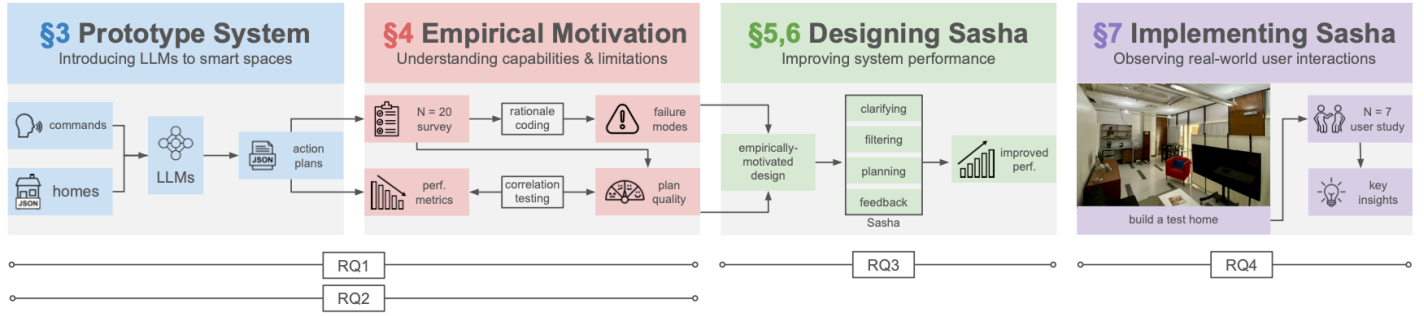 §3 Prototype System
Introducing LLMs to smart spaces
commands
homes
JSON
LLMs
JSON
action
plans
§4 Empirical Motivation
Understanding capabilities & limitations
N = 20
survey
rationale
coding
failure
modes
perf.
metrics
correlation
testing
plan
quality
§5,6 Designing Sasha
Improving system performance
empirically-
motivated
design
clarifying
filtering
planning
feedback
Sasha
improved
perf.
§7 Implementing Sasha
Observing real-world user interactions
build a test home
N = 7
user study
key
insights
RQ1
RQ2
RQ3
RQ4